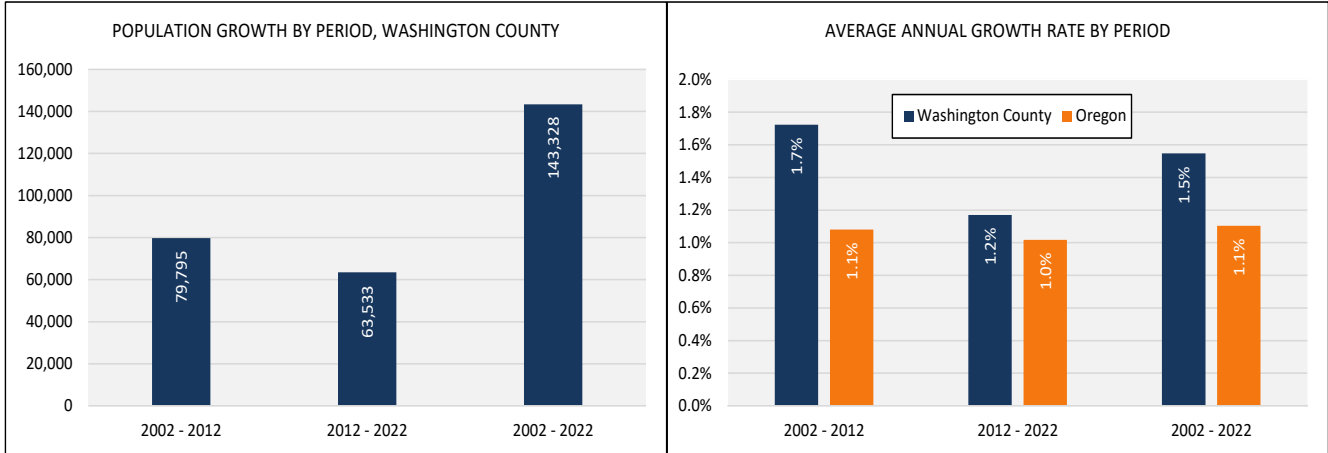 POPULATION GROWTH BY PERIOD, WASHINGTON COUNTY
160,000
140,000
120,000
100,000
80,000
60,000
40,000
20,000
0
79,795
63,533
143,328
2002 - 2012
2012 - 2022
2002 - 2022
AVERAGE ANNUAL GROWTH RATE BY PERIOD
2.0%
1.8%
1.6%
1.4%
1.2%
1.0%
0.8%
0.6%
0.4%
0.2%
0.0%
Washington County
Oregon
1.7%
1.1%
1.2%
1.0%
1.5%
1.1%
2002 - 2012
2012 - 2022
2002 - 2022